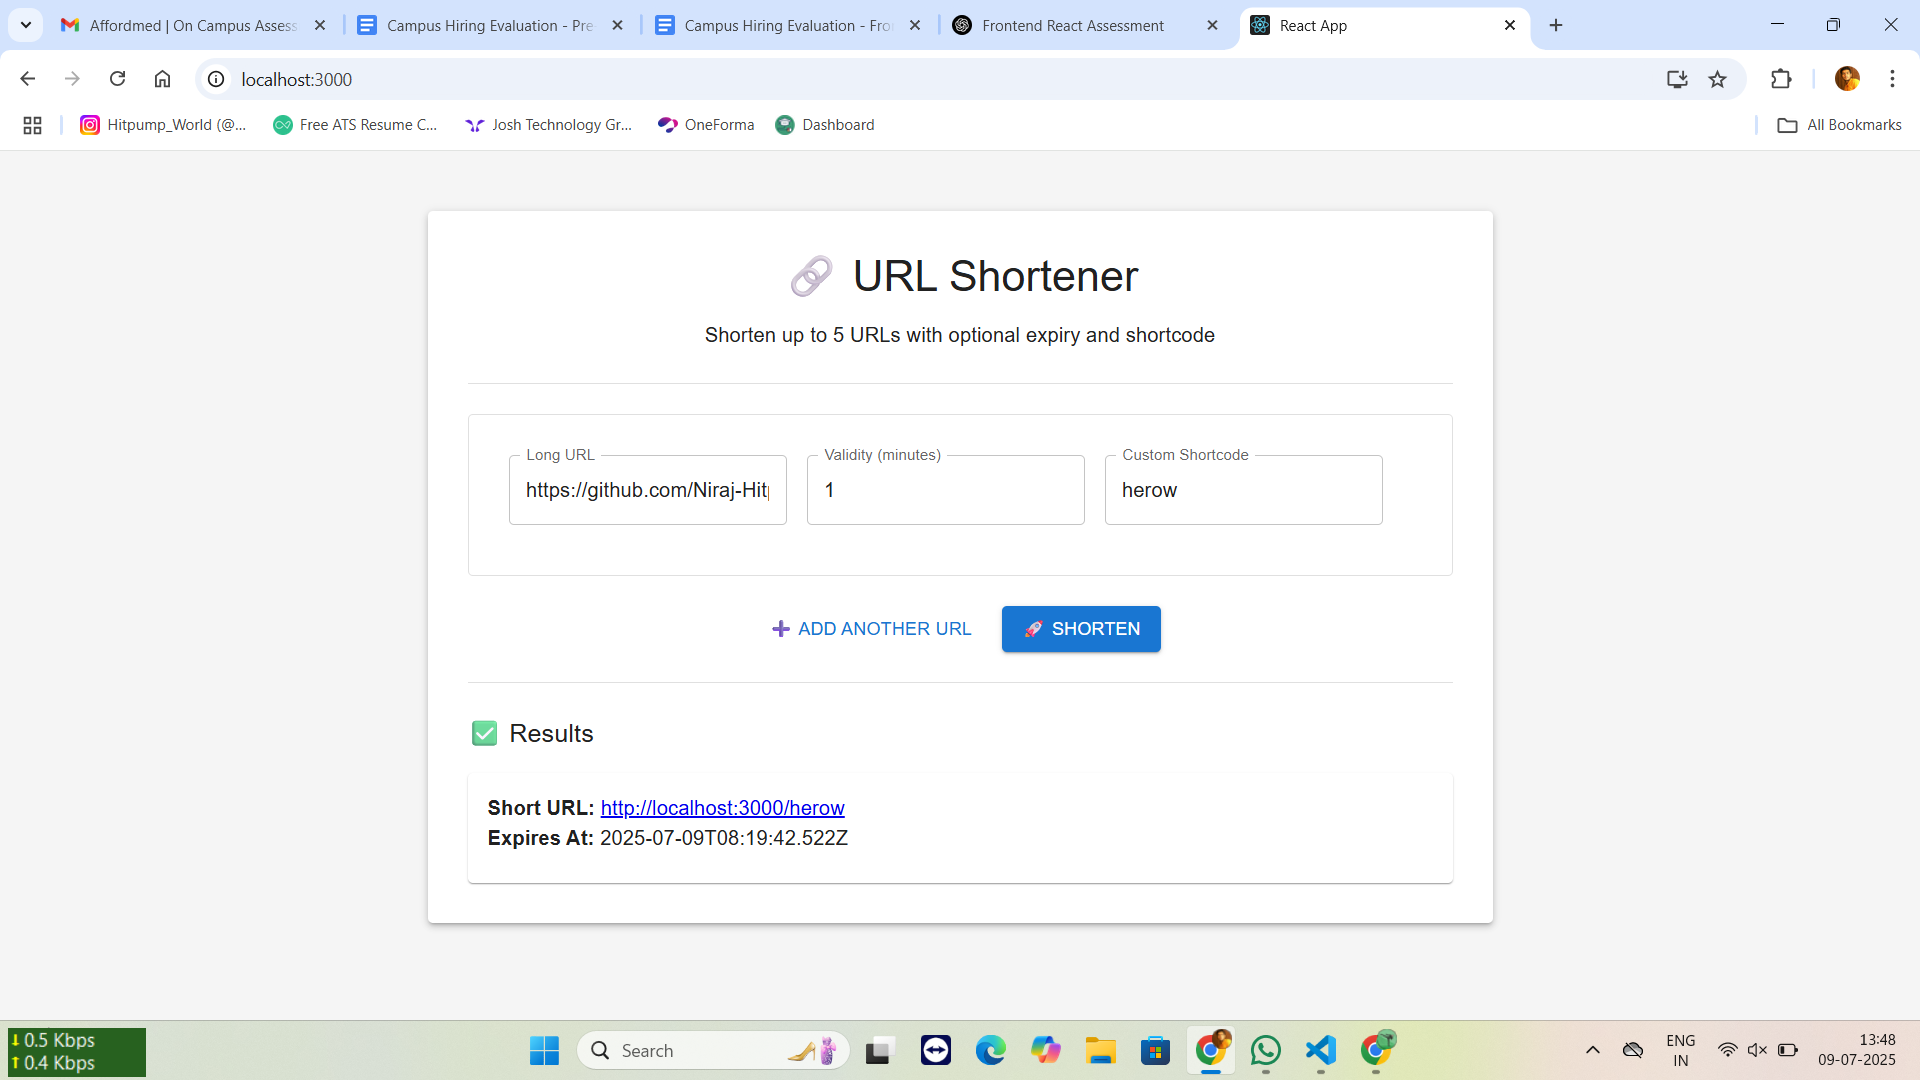 Affordmed | On Campus Assess
Campus Hiring Evaluation - Pre
Campus Hiring Evaluation - Fro
Frontend React Assessment
React App
localhost:3000
Hitpump_World (@...
Free ATS Resume C...
Josh Technology Gr...
OneForma
Dashboard
All Bookmarks
URL Shortener
Shorten up to 5 URLs with optional expiry and shortcode
Long URL
Validity (minutes)
Custom Shortcode
https://github.com/Niraj-Hitp
1
herow
ADD ANOTHER URL
SHORTEN
Results
Short URL: http://localhost:3000/herow
Expires At: 2025-07-09T08:19:42.522Z
0.5 Kbps
0.4 Kbps
Search
ENG
IN
13:48
09-07-2025